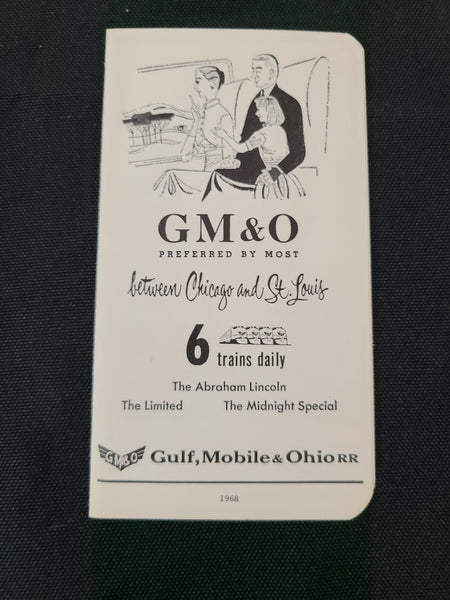 GM&O
PREFERRED BY MOST
between Chicago and St. Louis
6 trains daily
The Abraham Lincoln
The Limited The Midnight Special
GM&O Gulf, Mobile & Ohio RR
1968